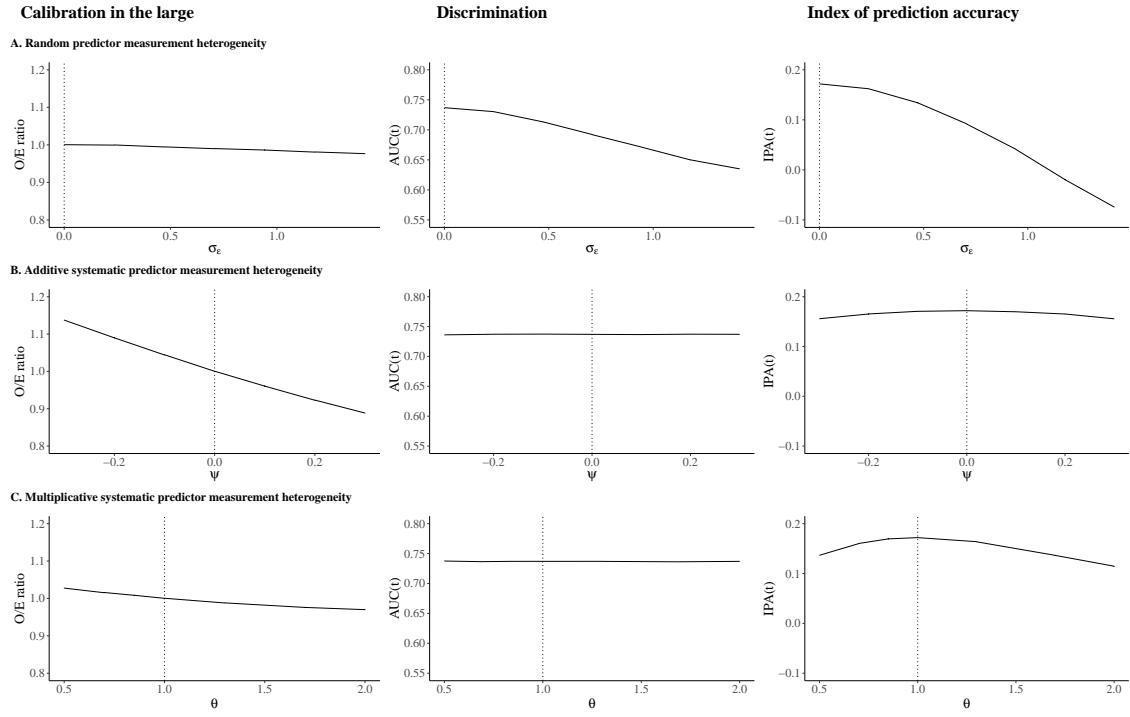 Calibration in the large
Discrimination
Index of prediction accuracy
A. Random predictor measurement heterogeneity
O/E ratio
1.2
1.1
1.0
0.9
0.8
0.0 0.5 1.0
σε
AUC(t)
0.80
0.75
0.70
0.65
0.60
0.55
0.0 0.5 1.0
σε
IPA(t)
0.2
0.1
0.0
−0.1
0.0 0.5 1.0
σε
B. Additive systematic predictor measurement heterogeneity
O/E ratio
1.2
1.1
1.0
0.9
0.8
−0.2 0.0 0.2
ψ
AUC(t)
0.80
0.75
0.70
0.65
0.60
0.55
−0.2 0.0 0.2
ψ
IPA(t)
0.2
0.1
0.0
−0.1
−0.2 0.0 0.2
ψ
C. Multiplicative systematic predictor measurement heterogeneity
O/E ratio
1.2
1.1
1.0
0.9
0.8
0.5 1.0 1.5 2.0
θ
AUC(t)
0.80
0.75
0.70
0.65
0.60
0.55
0.5 1.0 1.5 2.0
θ
IPA(t)
0.2
0.1
0.0
−0.1
0.5 1.0 1.5 2.0
θ